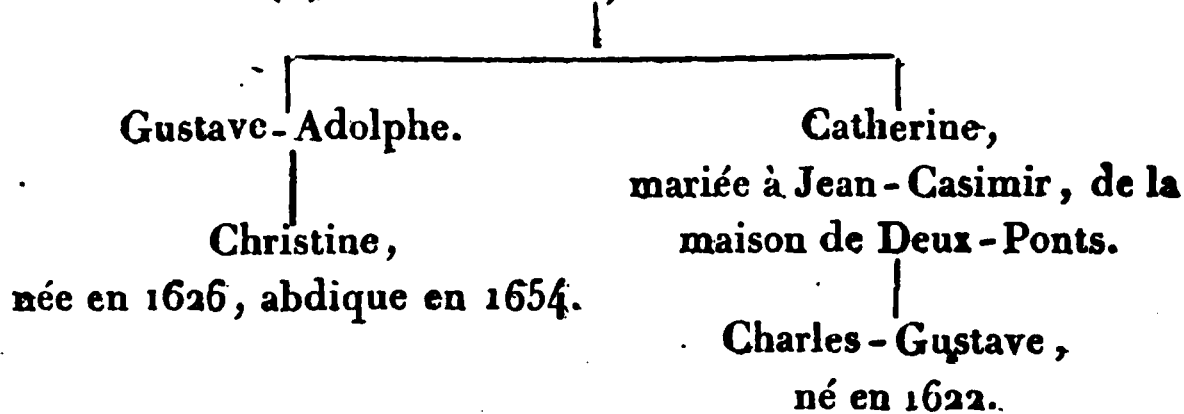 Gustave-Adolphe.
Christine,
née en 1626, abdique en 1654.
Catherine,
mariée à Jean-Casimir, de la
maison de Deux-Ponts.
Charles-Gustave,
né en 1622.